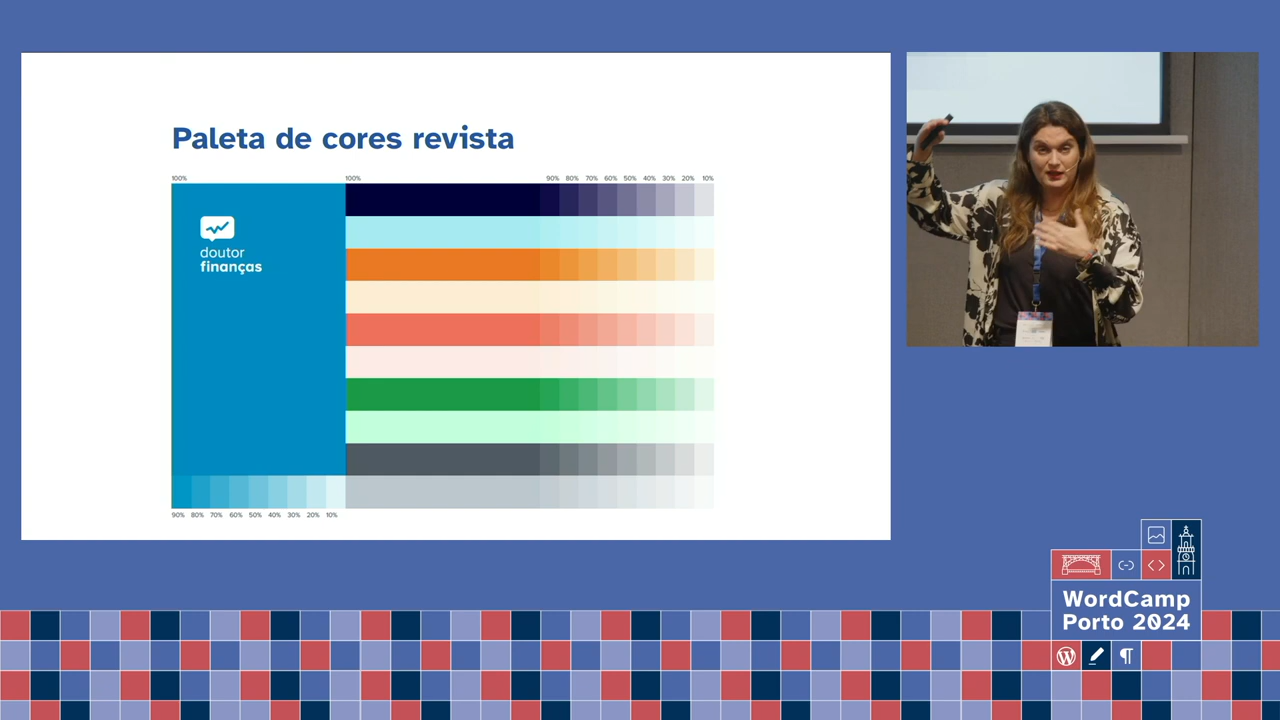 Paleta de cores revista
100%
100%
90% 80% 70% 60% 50% 40% 30% 20% 10%
doutor
finanças
90% 80% 70% 60% 50% 40% 30% 20% 10%
WordCamp
Porto 2024